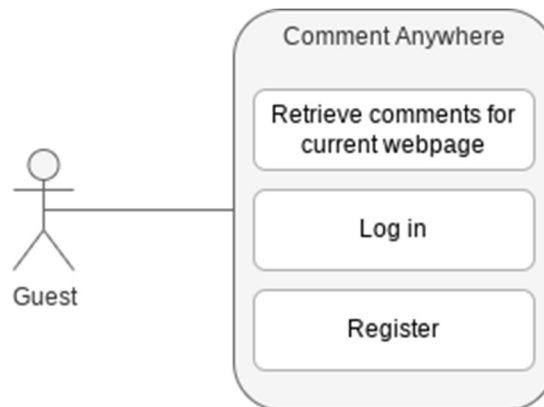 Comment Anywhere
Retrieve comments for
current webpage
Log in
Register
Guest